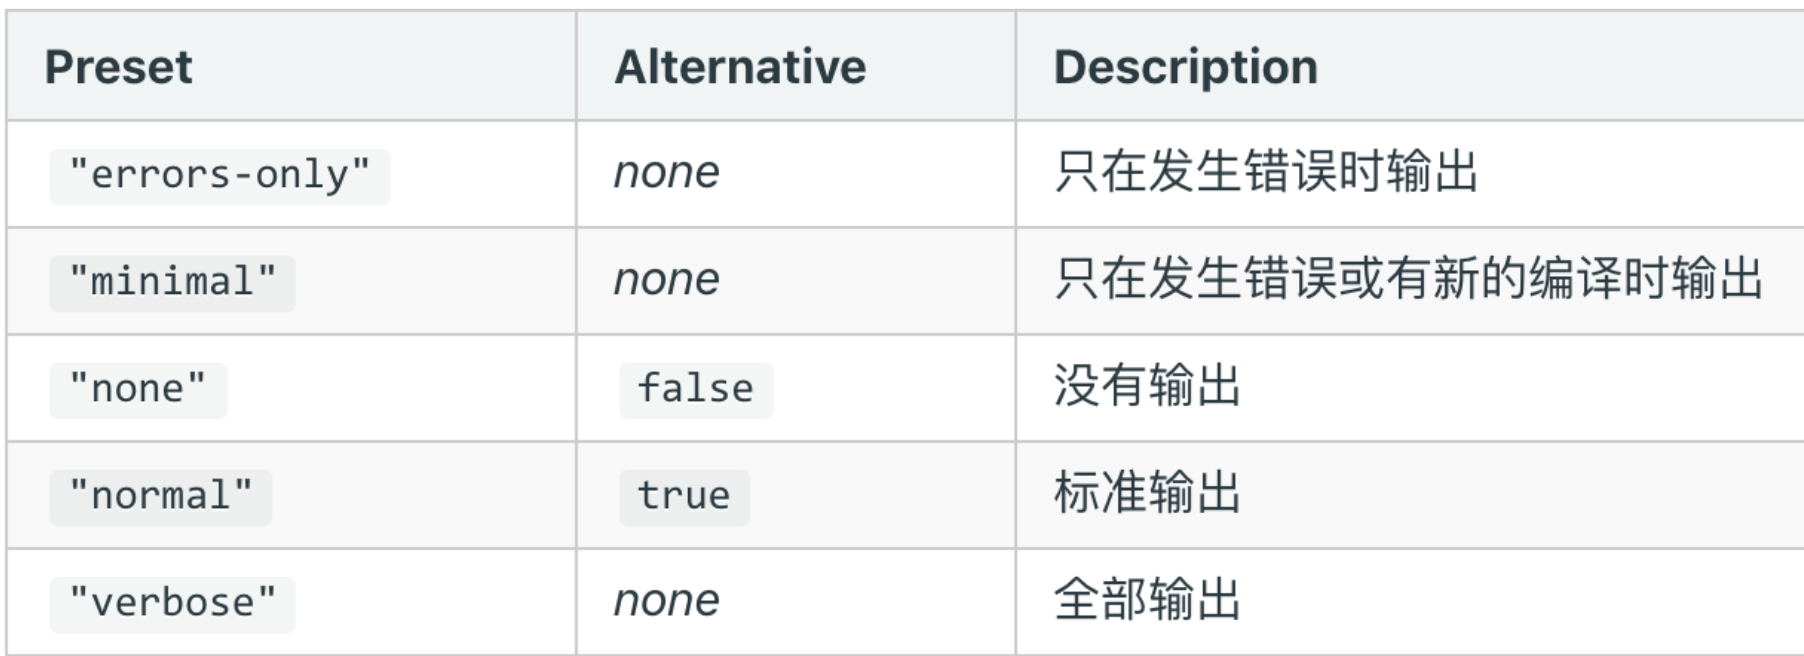 Preset Alternative Description
"errors-only" none 只在发生错误时输出
"minimal" none 只在发生错误或有新的编译时输出
"none" false 没有输出
"normal" true 标准输出
"verbose" none 全部输出